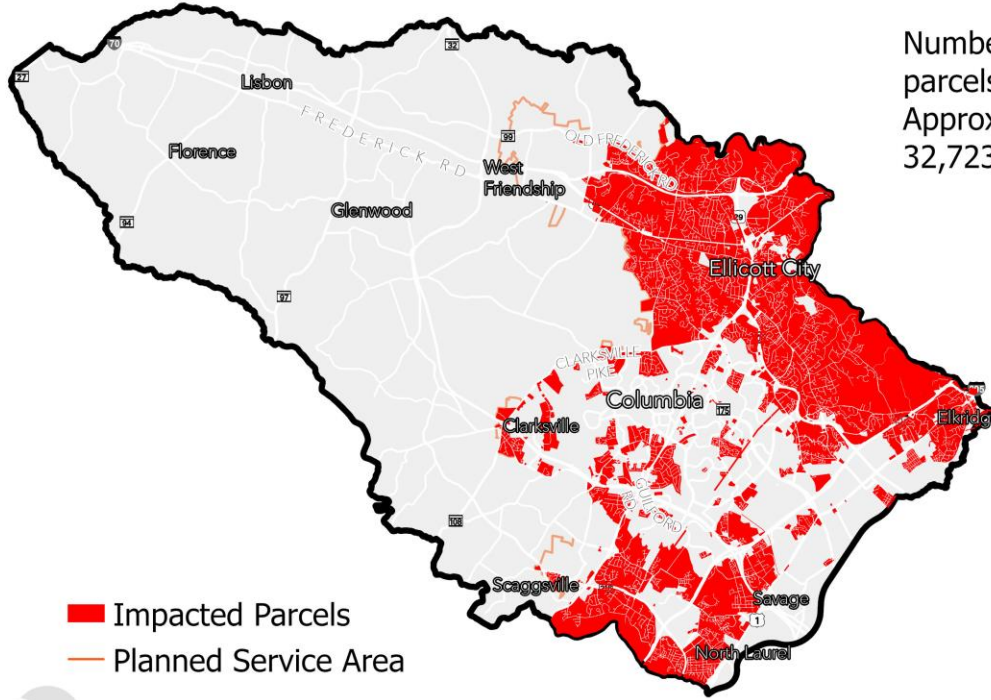 Numbe
parcels
Approx
32,723
70
32
27
Lisbon
FREDERICK RD
99
OLD FREDERICK RD
Florence
West
Friendship
Glenwood
94
29
Ellicott City
97
CLARKSVILLE
PIKE
Columbia
175
Clarksville
Elkridg
GUILFORD
RD
108
Scaggsville
Savage
1
North Laurel
Impacted Parcels
Planned Service Area